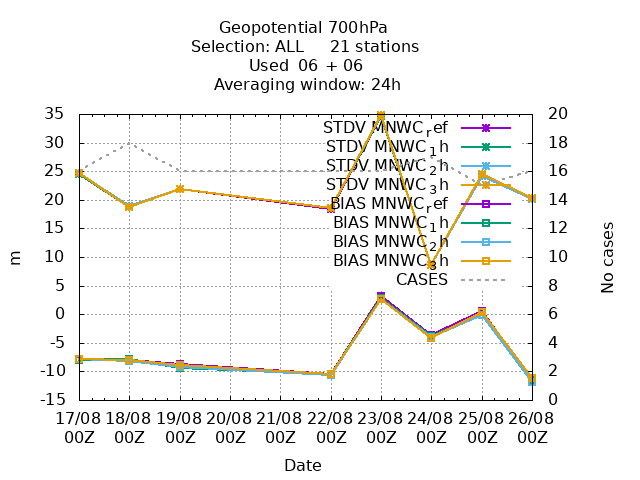 Geopotential 700hPa
Selection: ALL 21 stations
Used 06 + 06
Averaging window: 24h
35
30
25
20
15
10
5
0
-5
-10
-15
m
20
18
16
14
12
10
8
6
4
2
0
No cases
STDV MNWC_ref
STDV MNWC_1h
STDV MNWC_2h
STDV MNWC_3h
BIAS MNWC_ref
BIAS MNWC_1h
BIAS MNWC_2h
BIAS MNWC_3h
CASES
17/08 18/08 19/08 20/08 21/08 22/08 23/08 24/08 25/08 26/08
00Z 00Z 00Z 00Z 00Z 00Z 00Z 00Z 00Z 00Z
Date